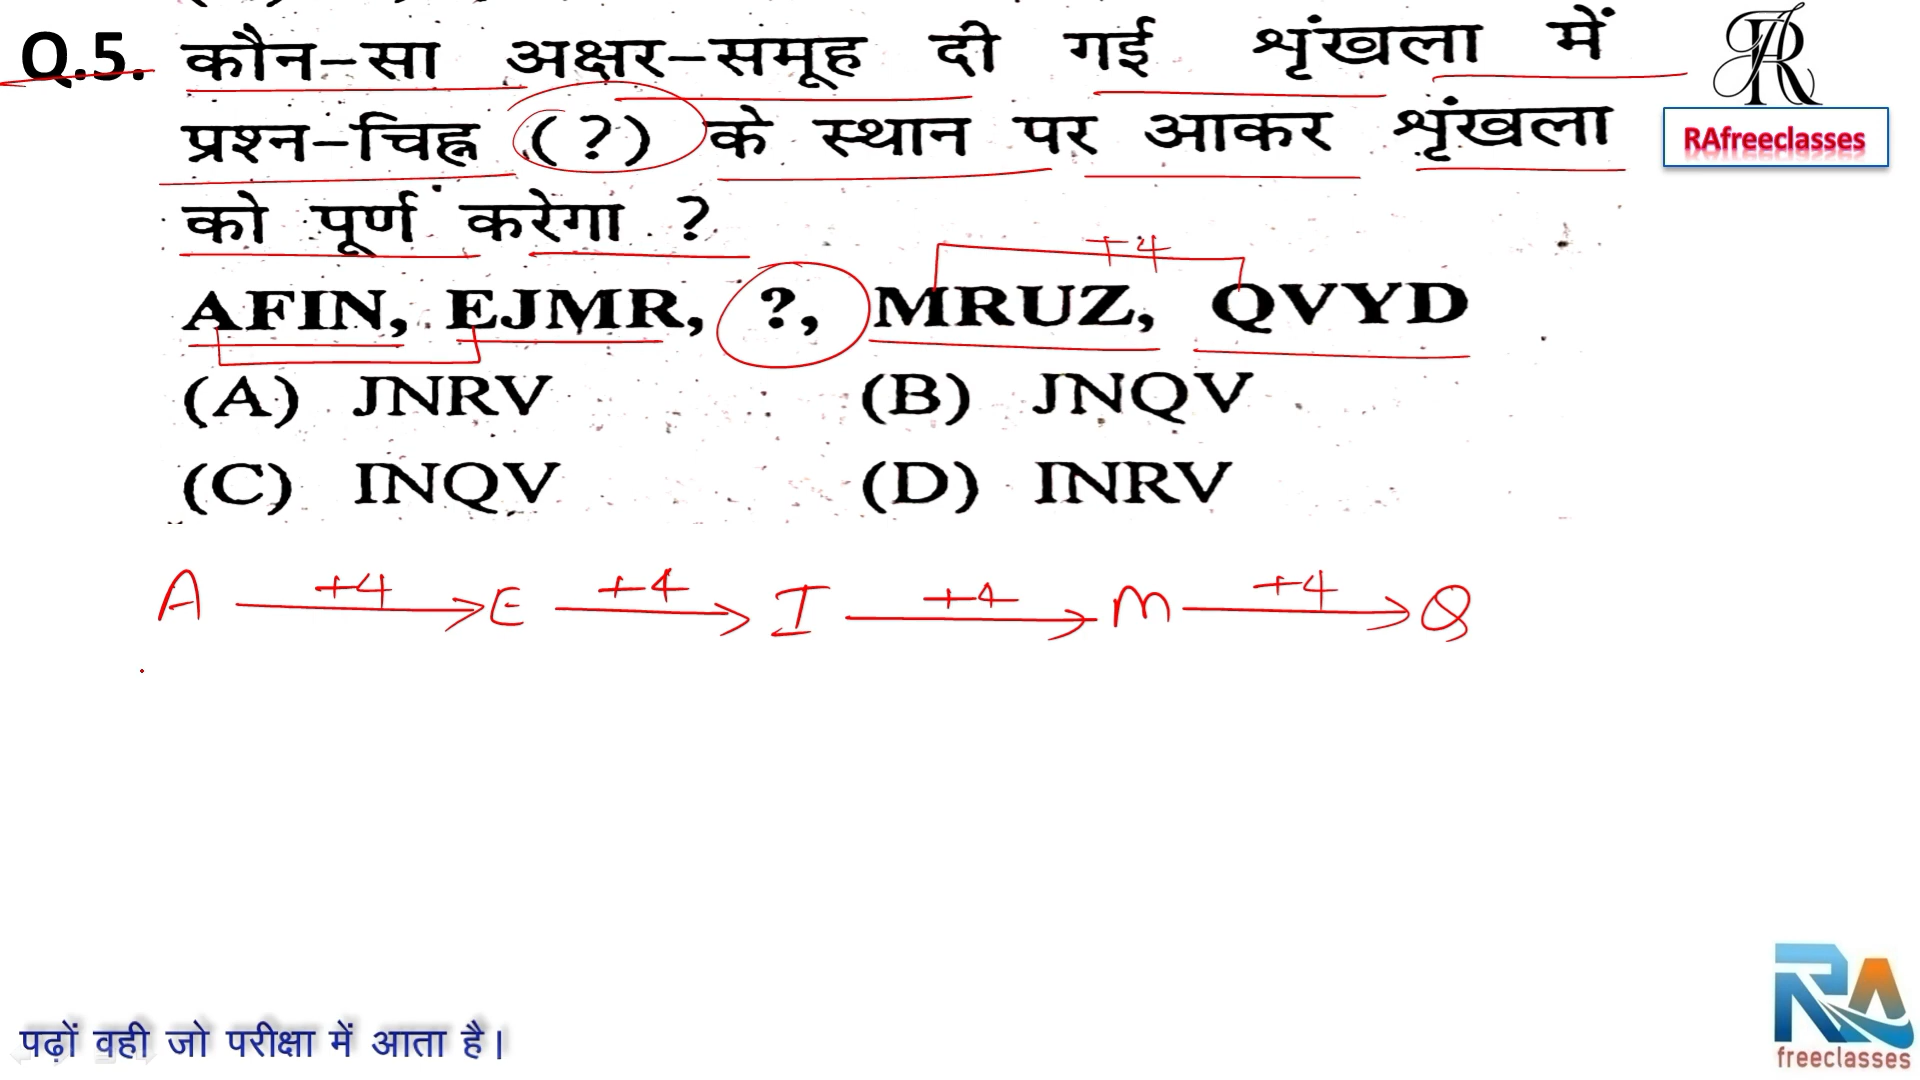 Q.5. कौन-सा अक्षर-समूह दी गई शृंखला में
प्रश्न-चिह्न (?) के स्थान पर आकर शृंखला
को पूर्ण करेगा ?
+4
AFIN, EJMR, ?, MRUZ, QVYD
(A) JNRV (B) JNQV
(C) INQV (D) INRV
A +4 E +4 I +4 M +4 Q
RAfreeclasses
पढ़ों वही जो परीक्षा में आता है।
RA
freeclasses